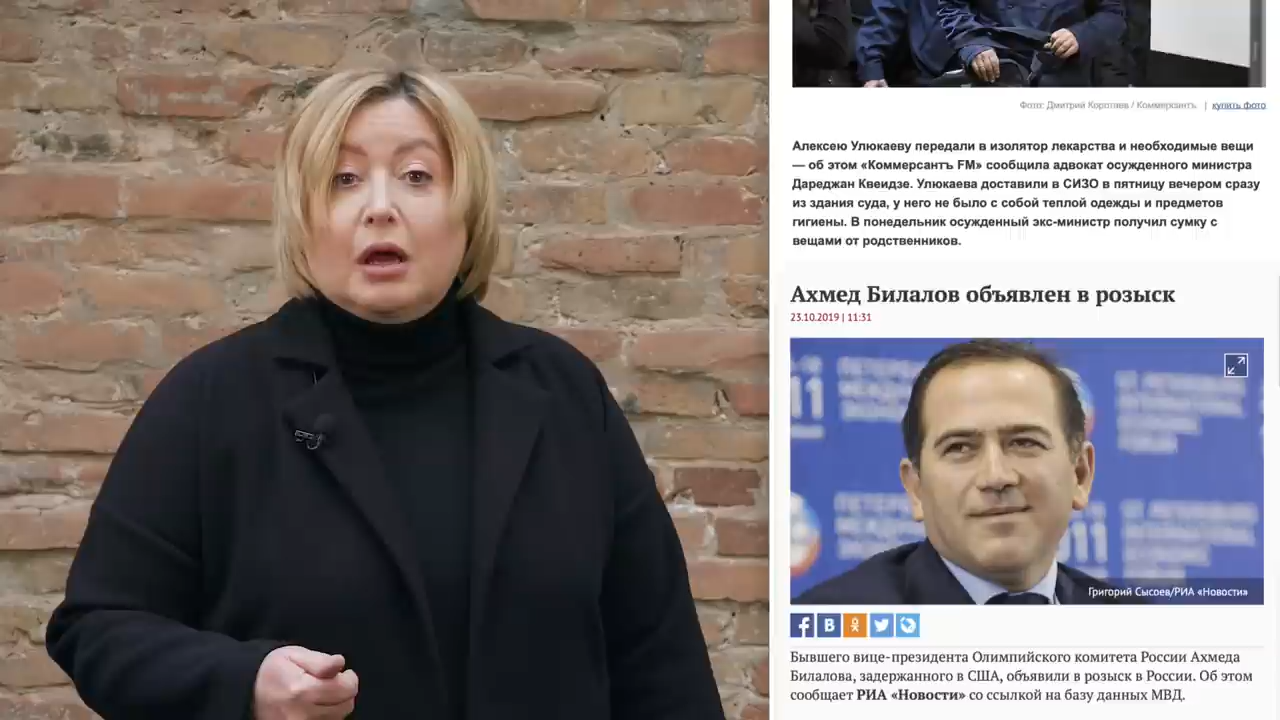 Фото: Дмитрий Коротаев / Коммерсантъ | купить фото
Алексею Улюкаеву передали в изолятор лекарства и необходимые вещи
— об этом «Коммерсантъ FM» сообщила адвокат осужденного министра
Дареджан Квеидзе. Улюкаева доставили в СИЗО в пятницу вечером сразу
из здания суда, у него не было с собой теплой одежды и предметов
гигиены. В понедельник осужденный экс-министр получил сумку с
вещами от родственников.
Ахмед Билалов объявлен в розыск
23.10.2019 | 11:31
11
11
Григорий Сысоев/РИА «Новости»
Бывшего вице-президента Олимпийского комитета России Ахмеда
Билалова, задержанного в США, объявили в розыск в России. Об этом
сообщает РИА «Новости» со ссылкой на базу данных МВД.